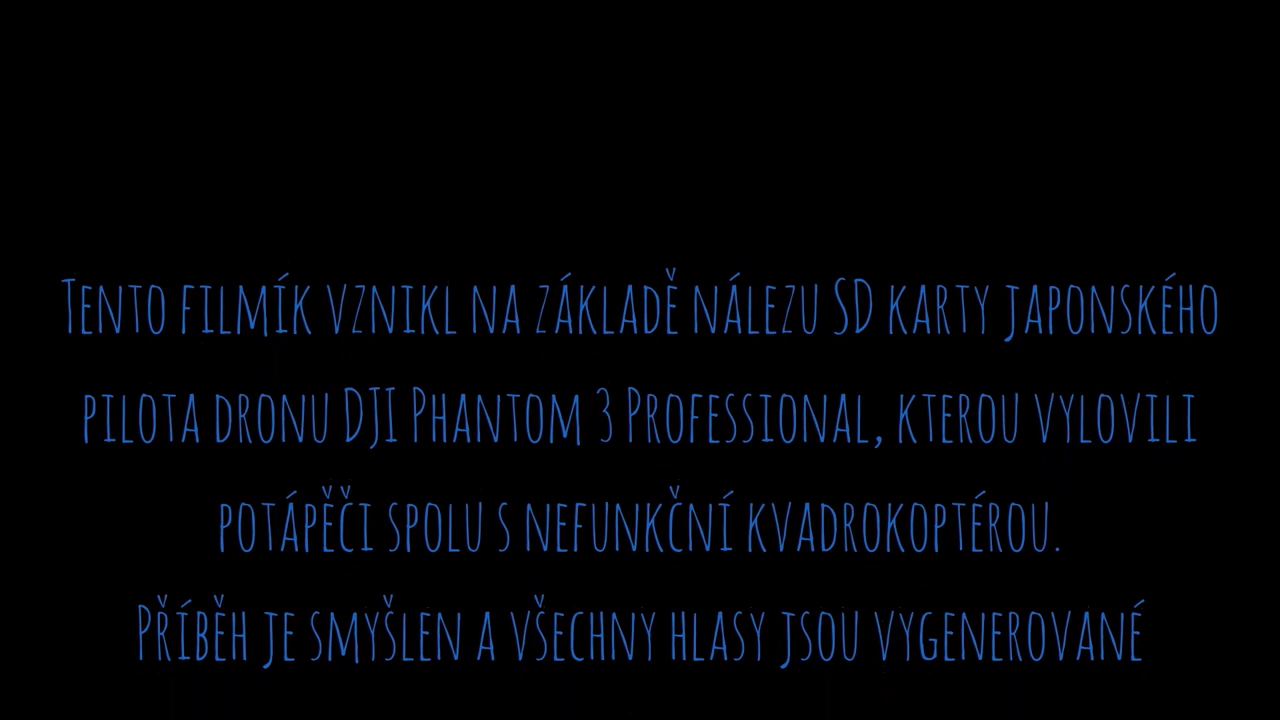 Tento filmík vznikl na základě nálezu SD karty japonského
pilota dronu DJI Phantom 3 Professional, kterou vylovili
potápěči spolu s nefunkční kvadrokoptérou.
Příběh je smyšlen a všechny hlasy jsou vygenerované